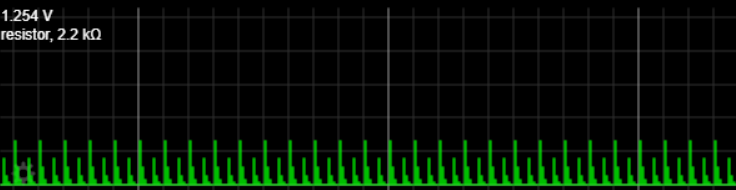 1.254 V
resistor, 2.2 kΩ